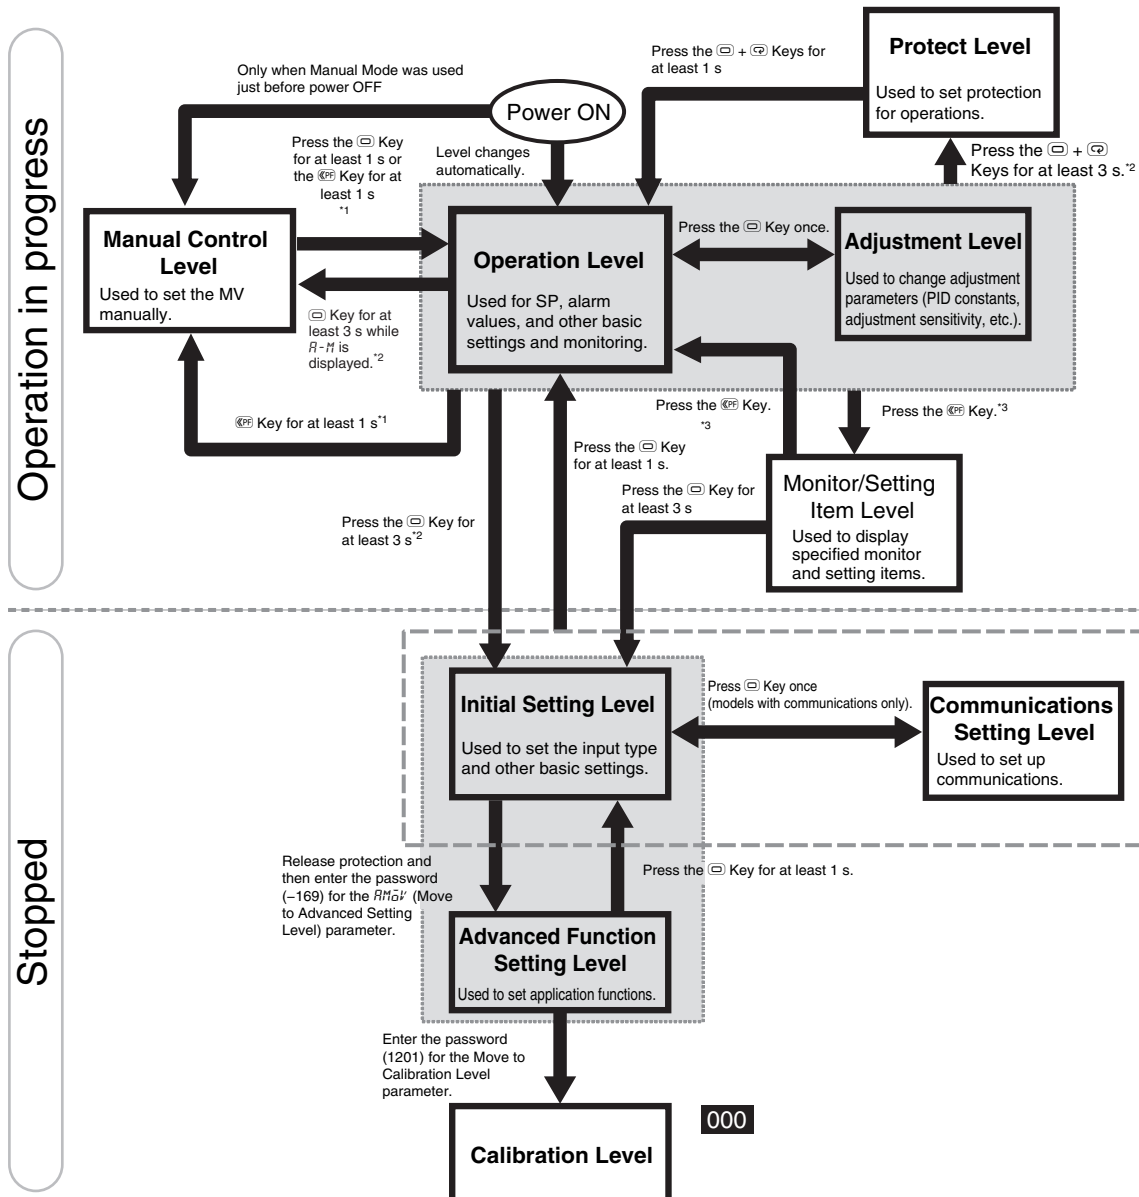 Operation in progress
Stopped
Only when Manual Mode was used
just before power OFF
Power ON
Level changes
automatically.
Press the Key
for at least 1 s or
the PF Key for at
least 1 s
*1
Press the + Keys for
at least 1 s
Protect Level
Used to set protection
for operations.
Press the +
Keys for at least 3 s.*2
Manual Control
Level
Used to set the MV
manually.
Key for at
least 3 s while
A-M is
displayed.*2
Operation Level
Used for SP, alarm
values, and other basic
settings and monitoring.
Press the Key once.
Adjustment Level
Used to change adjustment
parameters (PID constants,
adjustment sensitivity, etc.).
PF Key for at least 1 s*1
Press the PF Key.
*3
Press the PF Key.*3
Press the Key
for at least 1 s.
Press the Key for
at least 3 s
Press the Key for
at least 3 s*2
Monitor/Setting
Item Level
Used to display
specified monitor
and setting items.
Initial Setting Level
Used to set the input type
and other basic settings.
Press Key once
(models with communications only).
Communications
Setting Level
Used to set up
communications.
Release protection and
then enter the password
(−169) for the AMoV (Move
to Advanced Setting
Level) parameter.
Press the Key for at least 1 s.
Advanced Function
Setting Level
Used to set application functions.
Enter the password
(1201) for the Move to
Calibration Level
parameter.
Calibration Level
000